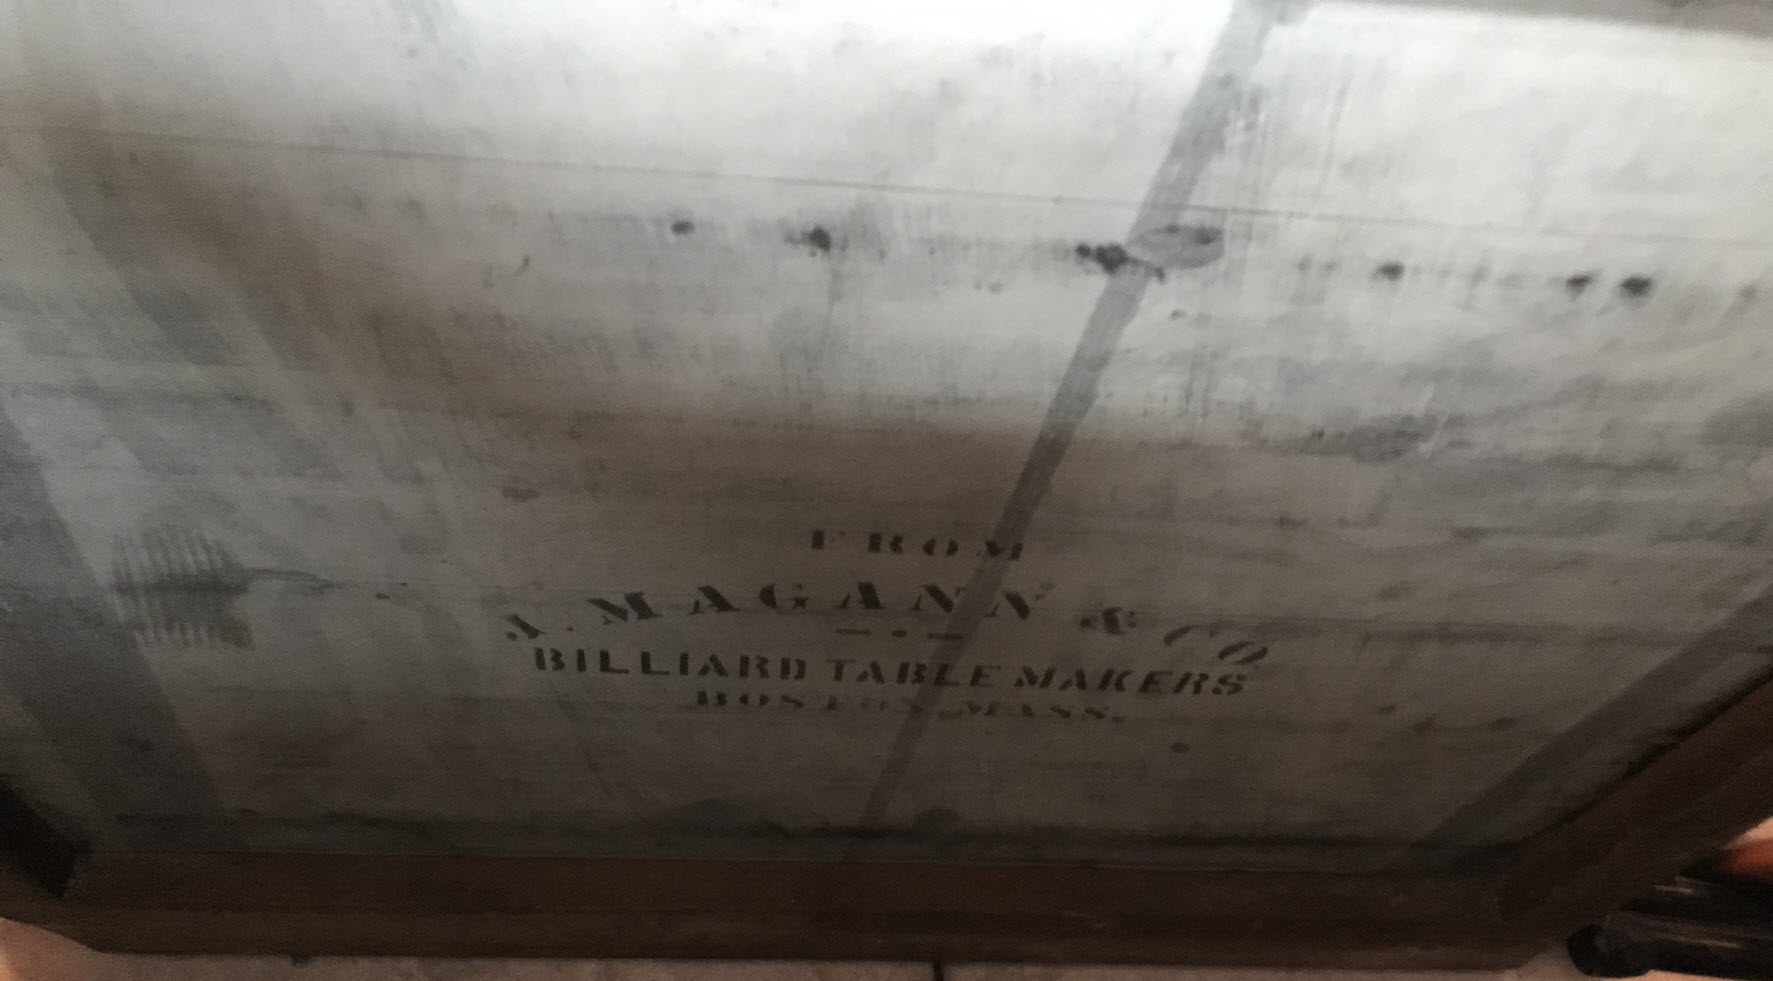 FROM
J. MAGANN & CO
BILLIARD TABLE MAKERS
BOSTON MASS.